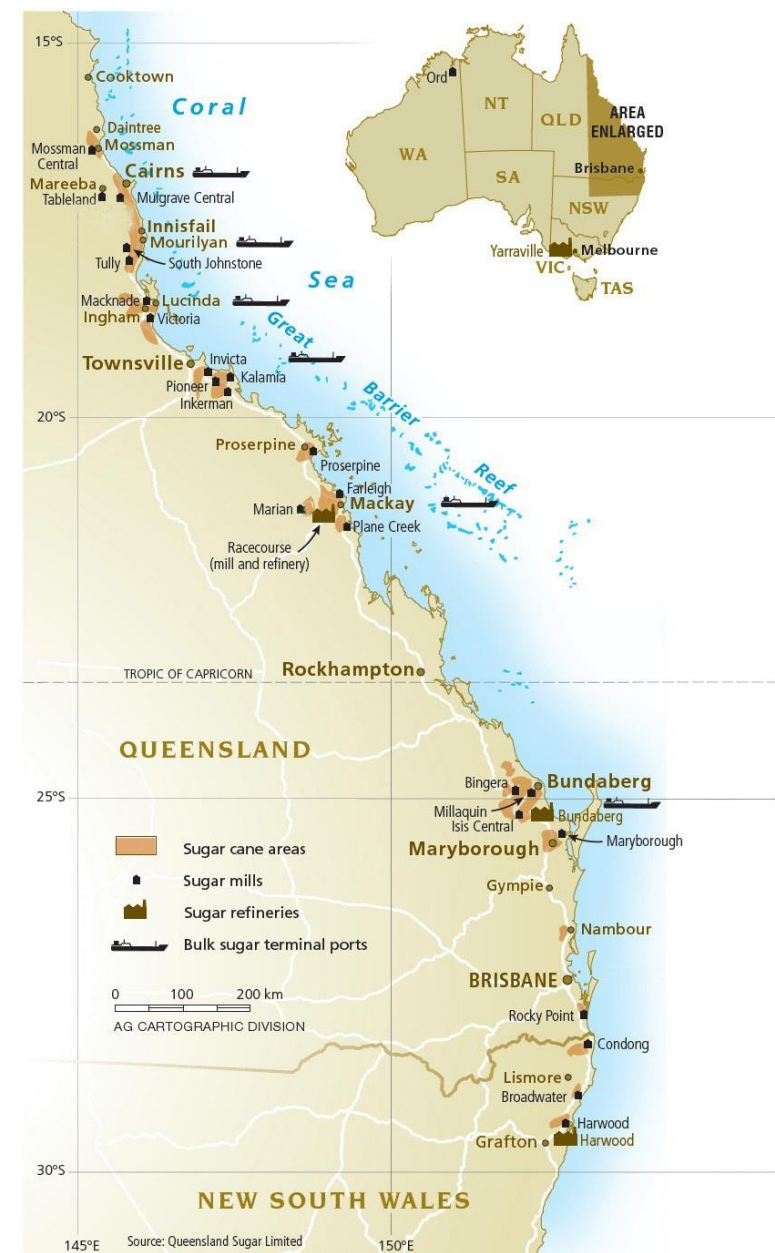 15°S
Cooktown
Coral
Daintree
Mossman
Mossman
Central
Cairns
Mareeba
Tableland
Mulgrave Central
Innisfail
Mourilyan
South Johnstone
Tully
Sea
Macknade
Lucinda
Ingham
Victoria
Great
Townsville
Invicta
Kalamia
Pioneer
Inkerman
Barrier
20°S
Proserpine
Proserpine
Reef
Farleigh
Mackay
Marian
Plane Creek
Racecourse
(mill and refinery)
Rockhampton
TROPIC OF CAPRICORN
QUEENSLAND
Bingera
Bundaberg
25°S
Millaquin
Isis Central
Bundaberg
Maryborough
Maryborough
Gympie
Nambour
BRISBANE
Rocky Point
Condong
Lismore
Broadwater
Harwood
Harwood
Grafton
30°S
NEW SOUTH WALES
145°E
150°E
Source: Queensland Sugar Limited
Sugar cane areas
Sugar mills
Sugar refineries
Bulk sugar terminal ports
0 100 200 km
AG CARTOGRAPHIC DIVISION
Ord
NT
QLD
AREA
ENLARGED
WA
Brisbane
SA
NSW
Yarraville
Melbourne
VIC
TAS